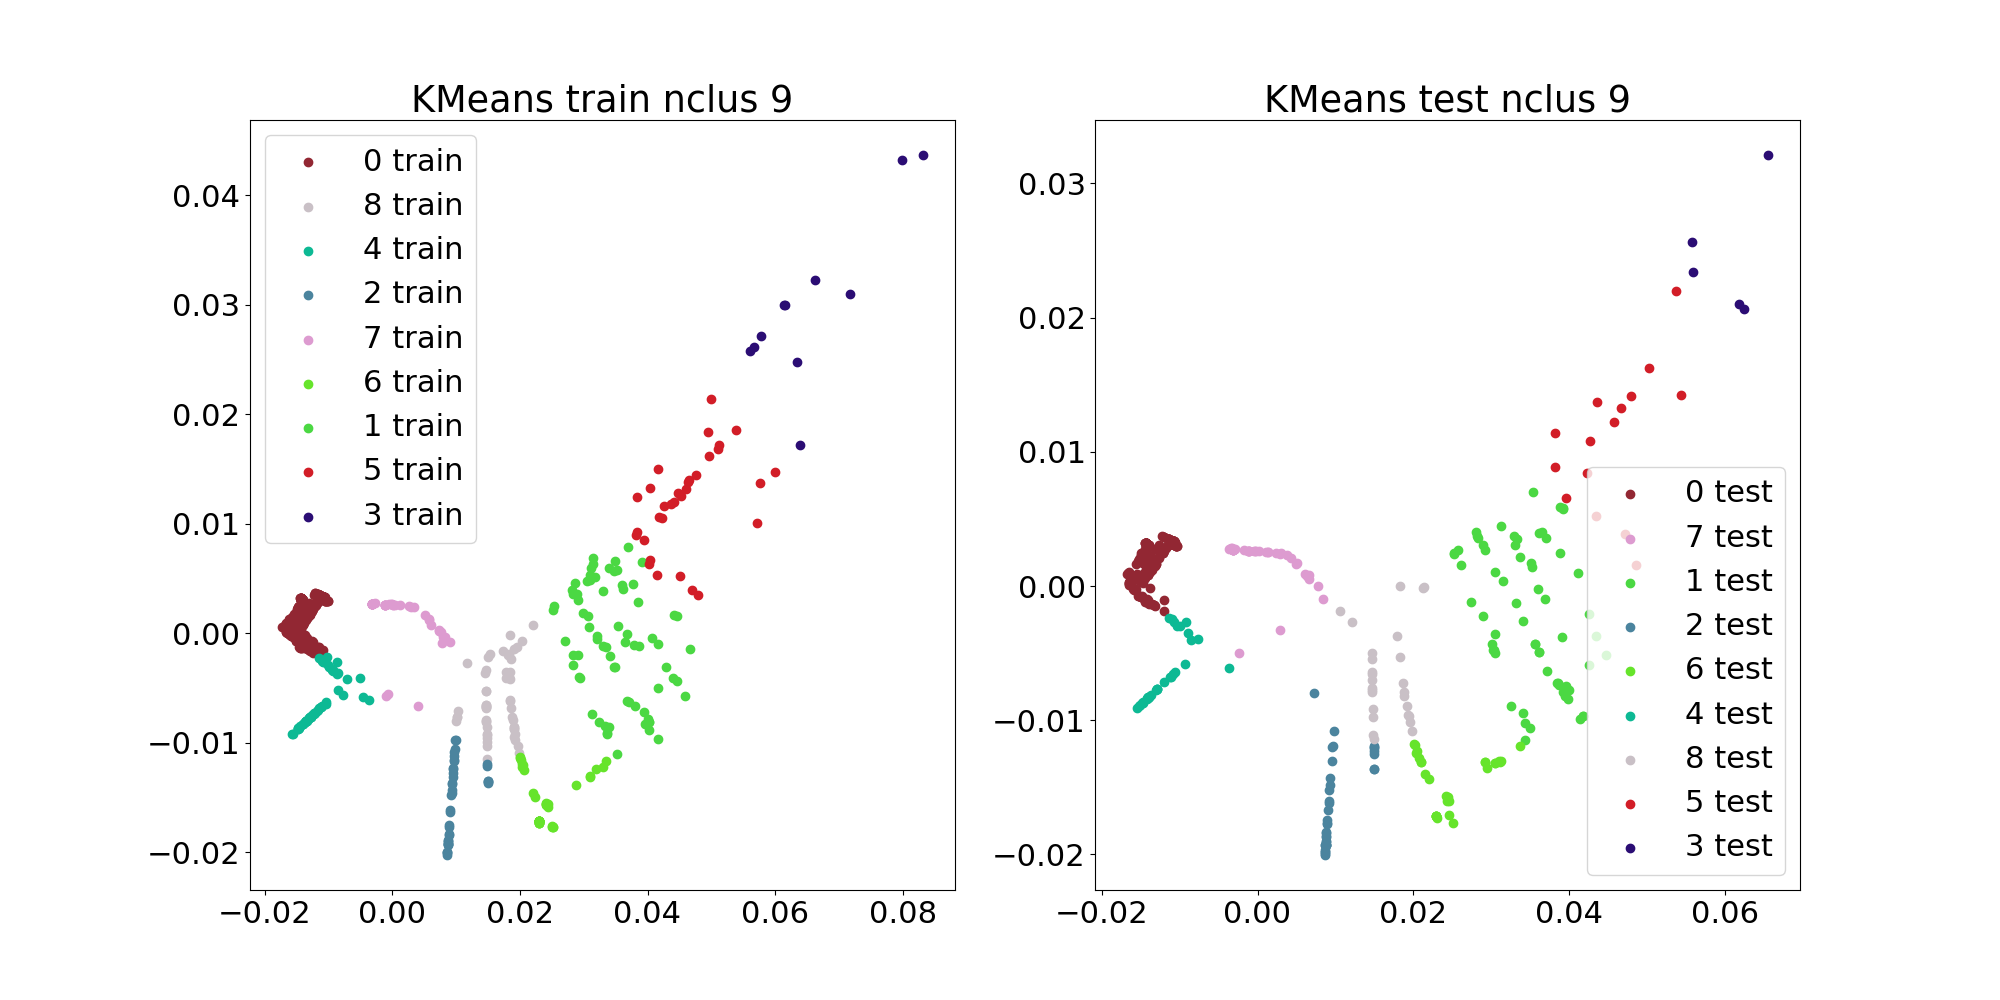 KMeans train nclus 9
0 train
8 train
4 train
2 train
7 train
6 train
1 train
5 train
3 train
0.04
0.03
0.02
0.01
0.00
−0.01
−0.02
−0.02 0.00 0.02 0.04 0.06 0.08
KMeans test nclus 9
0 test
7 test
1 test
2 test
6 test
4 test
8 test
5 test
3 test
0.03
0.02
0.01
0.00
−0.01
−0.02
−0.02 0.00 0.02 0.04 0.06